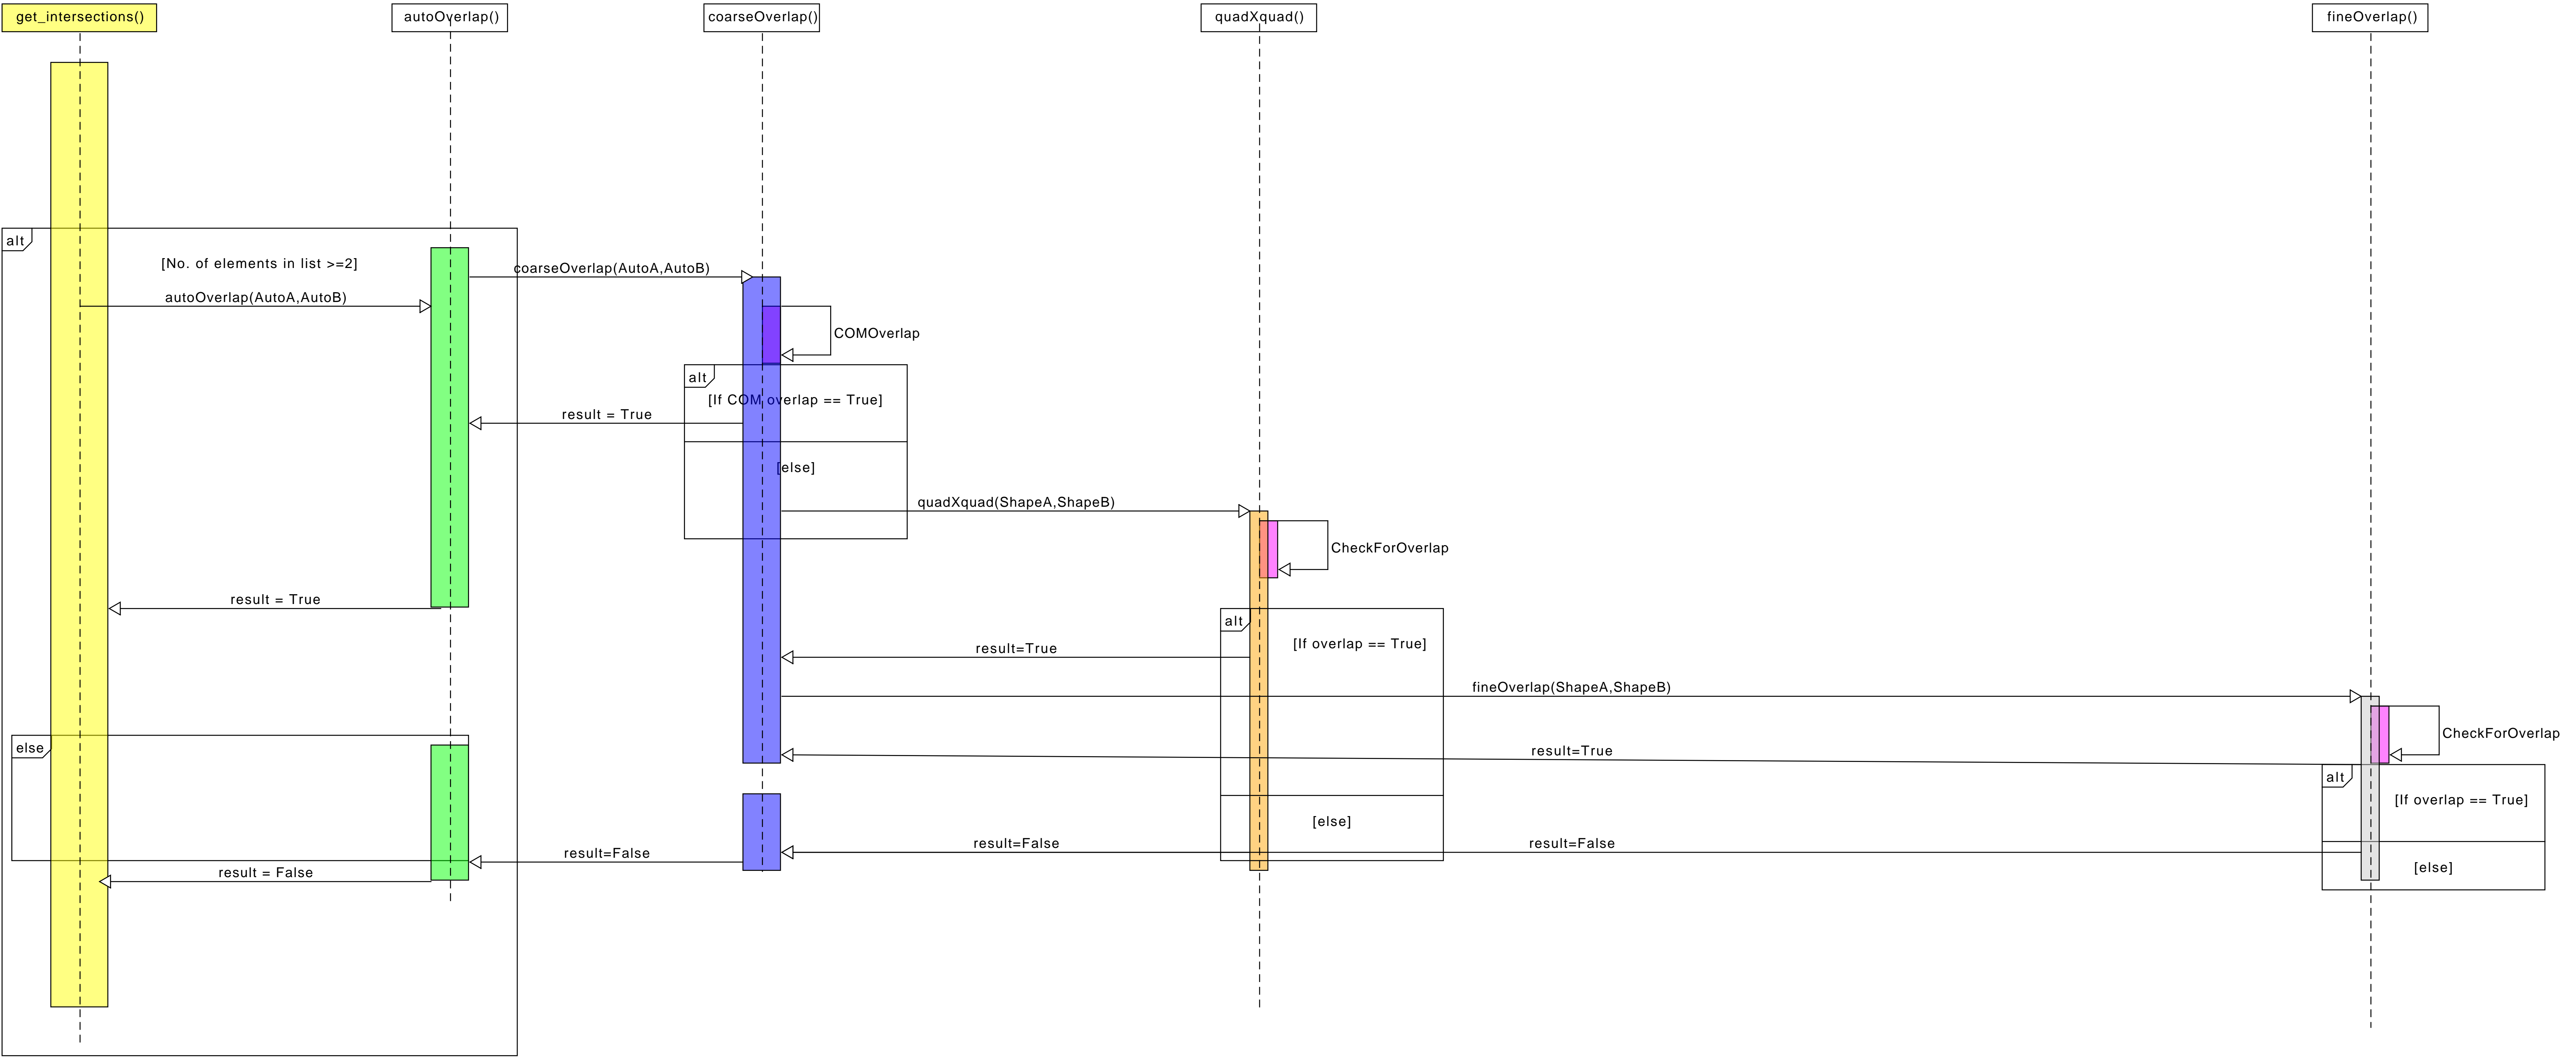 get_intersections()
autoOverlap()
coarseOverlap()
quadXquad()
fineOverlap()
alt
[No. of elements in list >=2]
coarseOverlap(AutoA,AutoB)
autoOverlap(AutoA,AutoB)
COMOverlap
alt
[If COM overlap == True]
result = True
[else]
quadXquad(ShapeA,ShapeB)
CheckForOverlap
result = True
alt
[If overlap == True]
result=True
fineOverlap(ShapeA,ShapeB)
CheckForOverlap
else
result=True
alt
[If overlap == True]
[else]
result=False
result=False
result=False
[else]
result = False